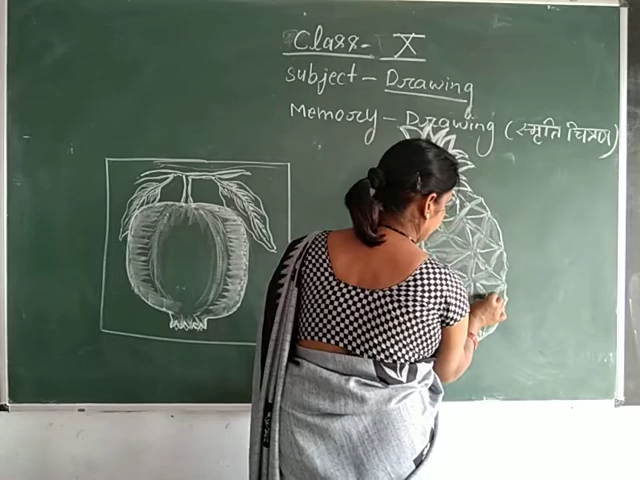 Class - X
Subject - Drawing
Memory - Drawing (स्मृति चित्रण)